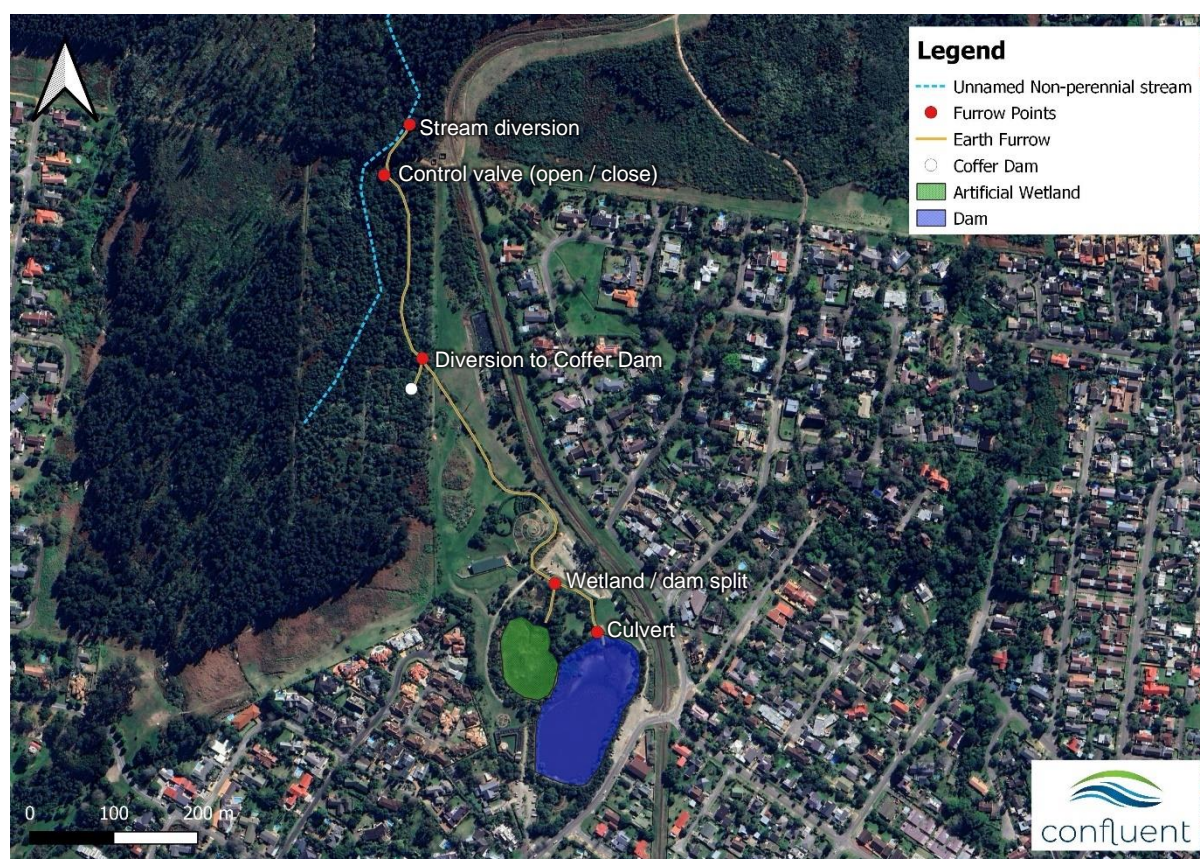 Legend
Unnamed Non-perennial stream
Furrow Points
Earth Furrow
Coffer Dam
Artificial Wetland
Dam
Stream diversion
Control valve (open / close)
Diversion to Coffer Dam
Wetland / dam split
Culvert
0 100 200 m
confluent